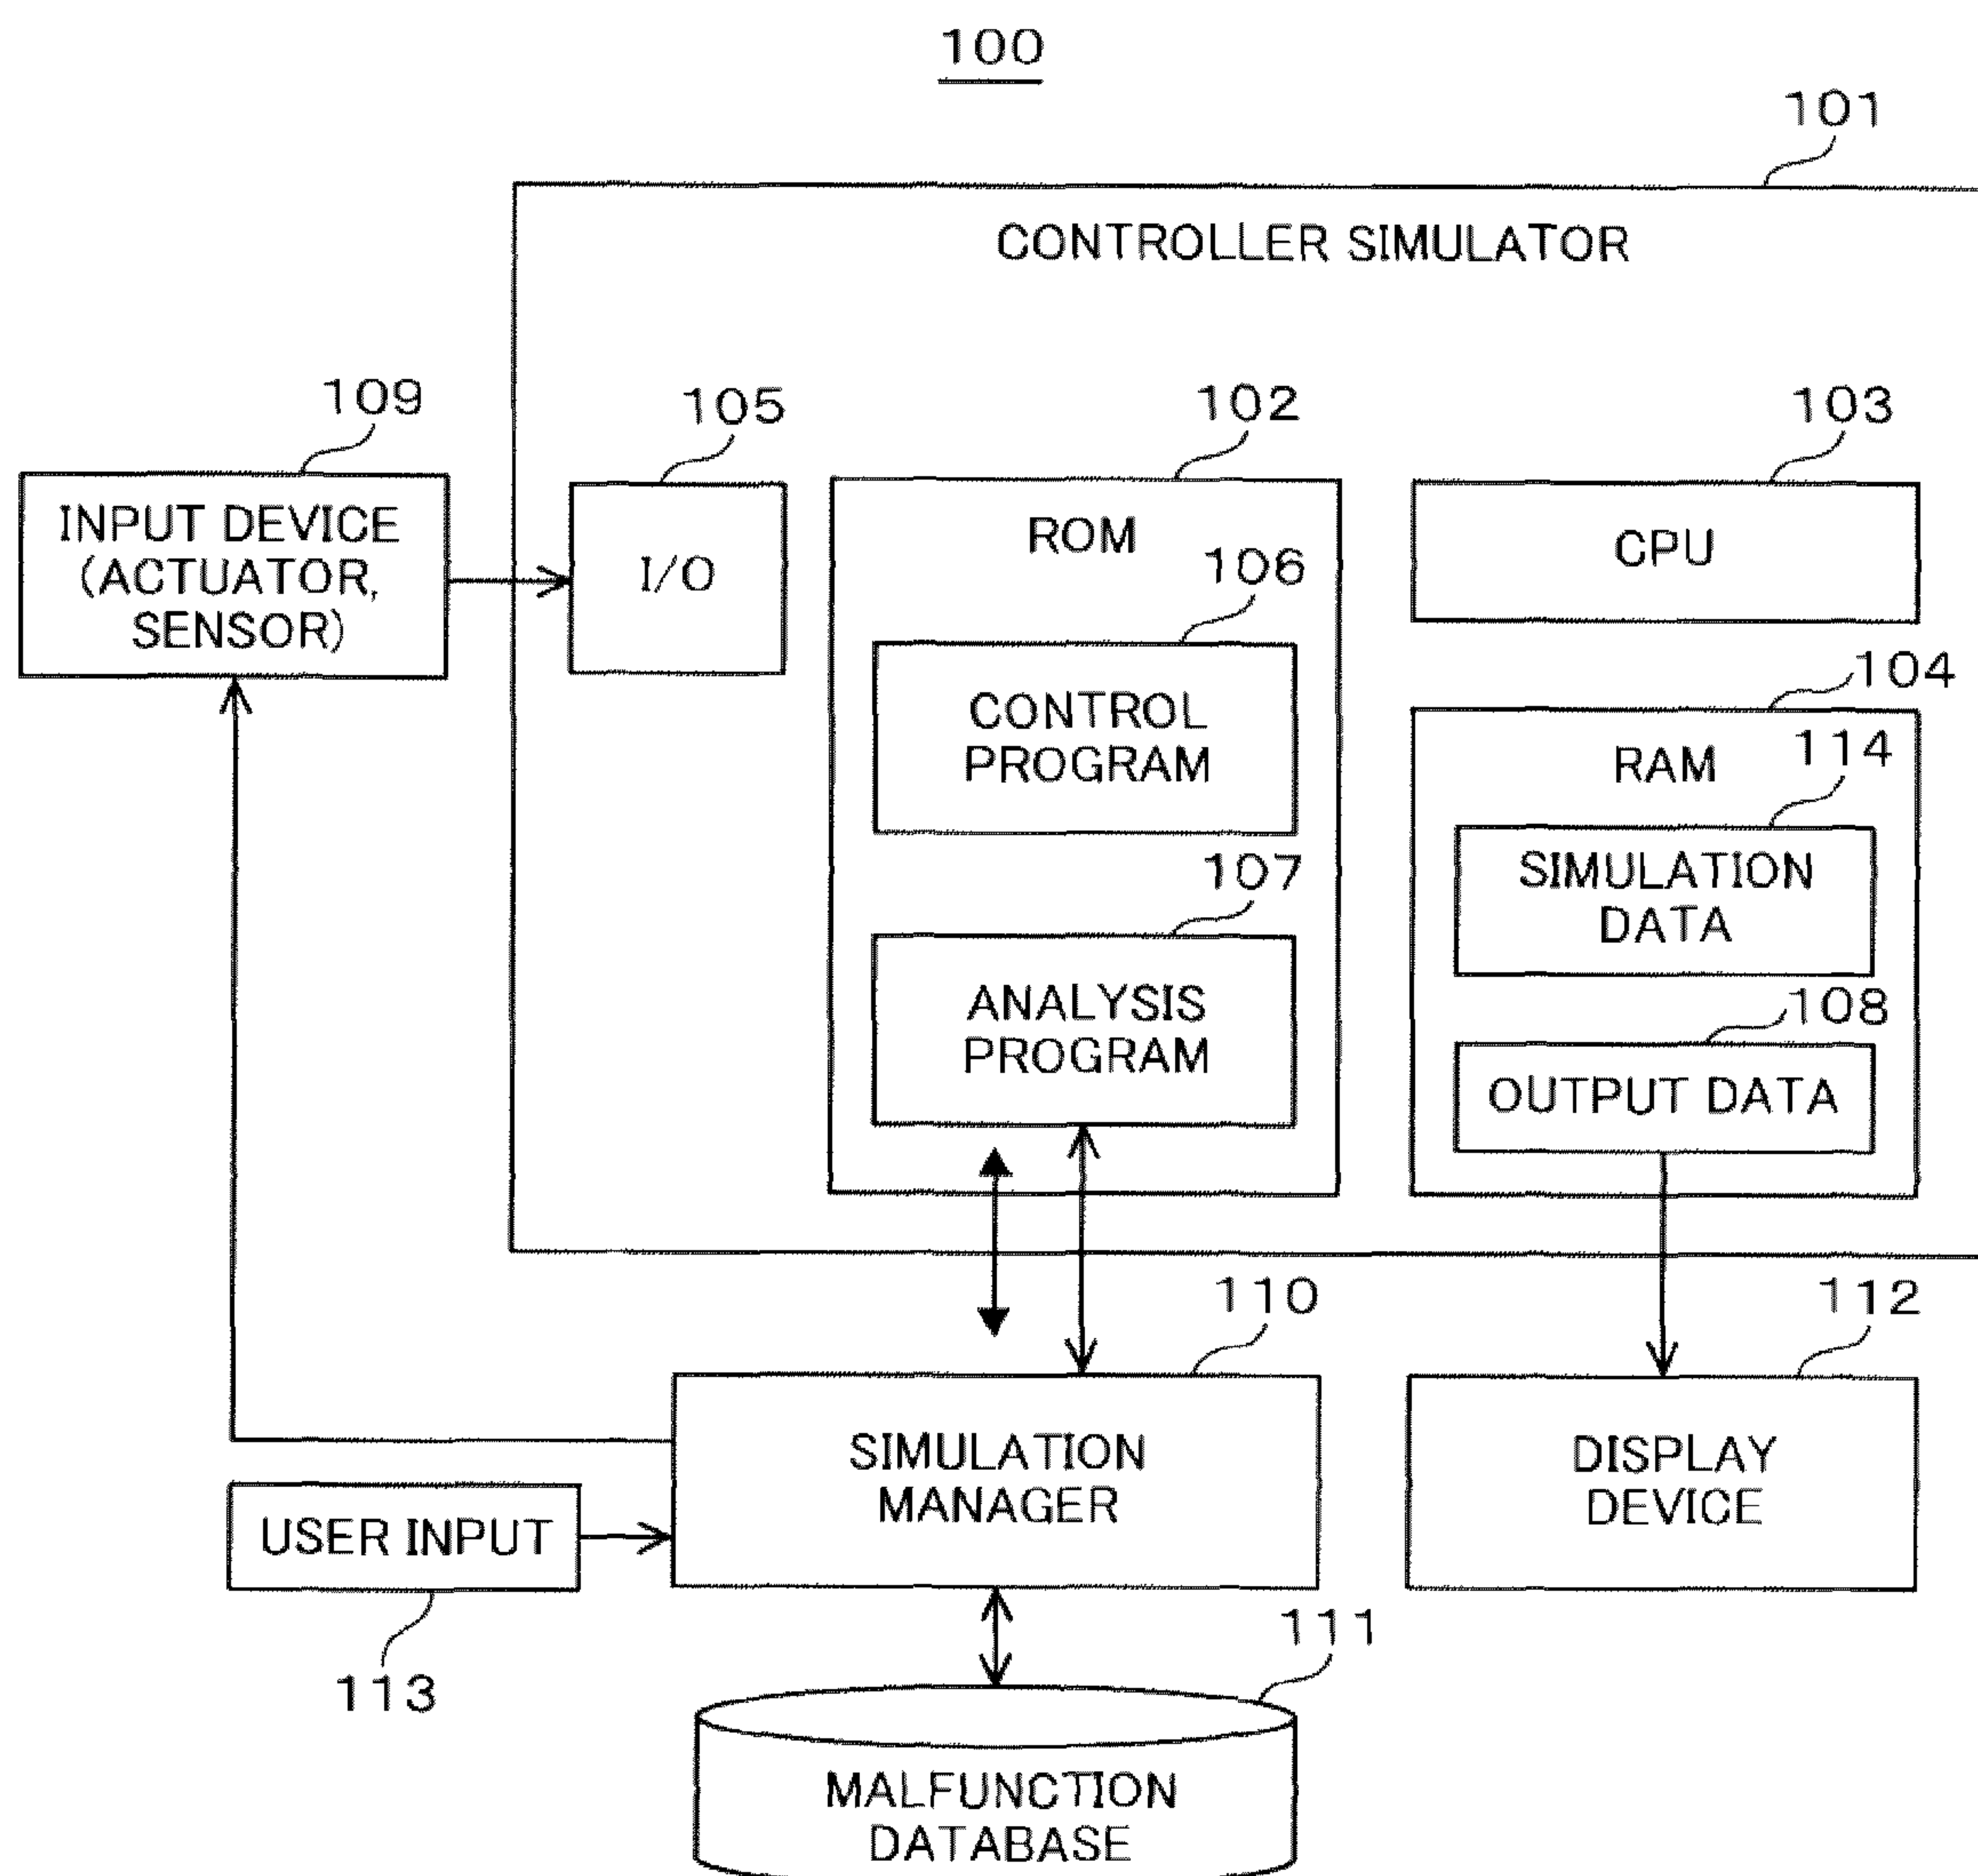 100
101
CONTROLLER SIMULATOR
109
105
102
103
INPUT DEVICE
(ACTUATOR,
SENSOR)
I/O
ROM
CPU
106
CONTROL
PROGRAM
104
RAM
114
SIMULATION
DATA
107
ANALYSIS
PROGRAM
108
OUTPUT DATA
110
112
SIMULATION
MANAGER
DISPLAY
DEVICE
USER INPUT
113
111
MALFUNCTION
DATABASE